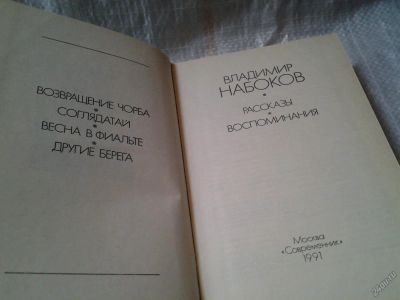 ВОЗВРАЩЕНИЕ ЧОРБА
СОГЛЯДАТАЙ
ВЕСНА В ФИАЛЬТЕ
ДРУГИЕ БЕРЕГА
ВЛАДИМИР
НАБОКОВ
РАССКАЗЫ
ВОСПОМИНАНИЯ
Москва
«Современник»
1991